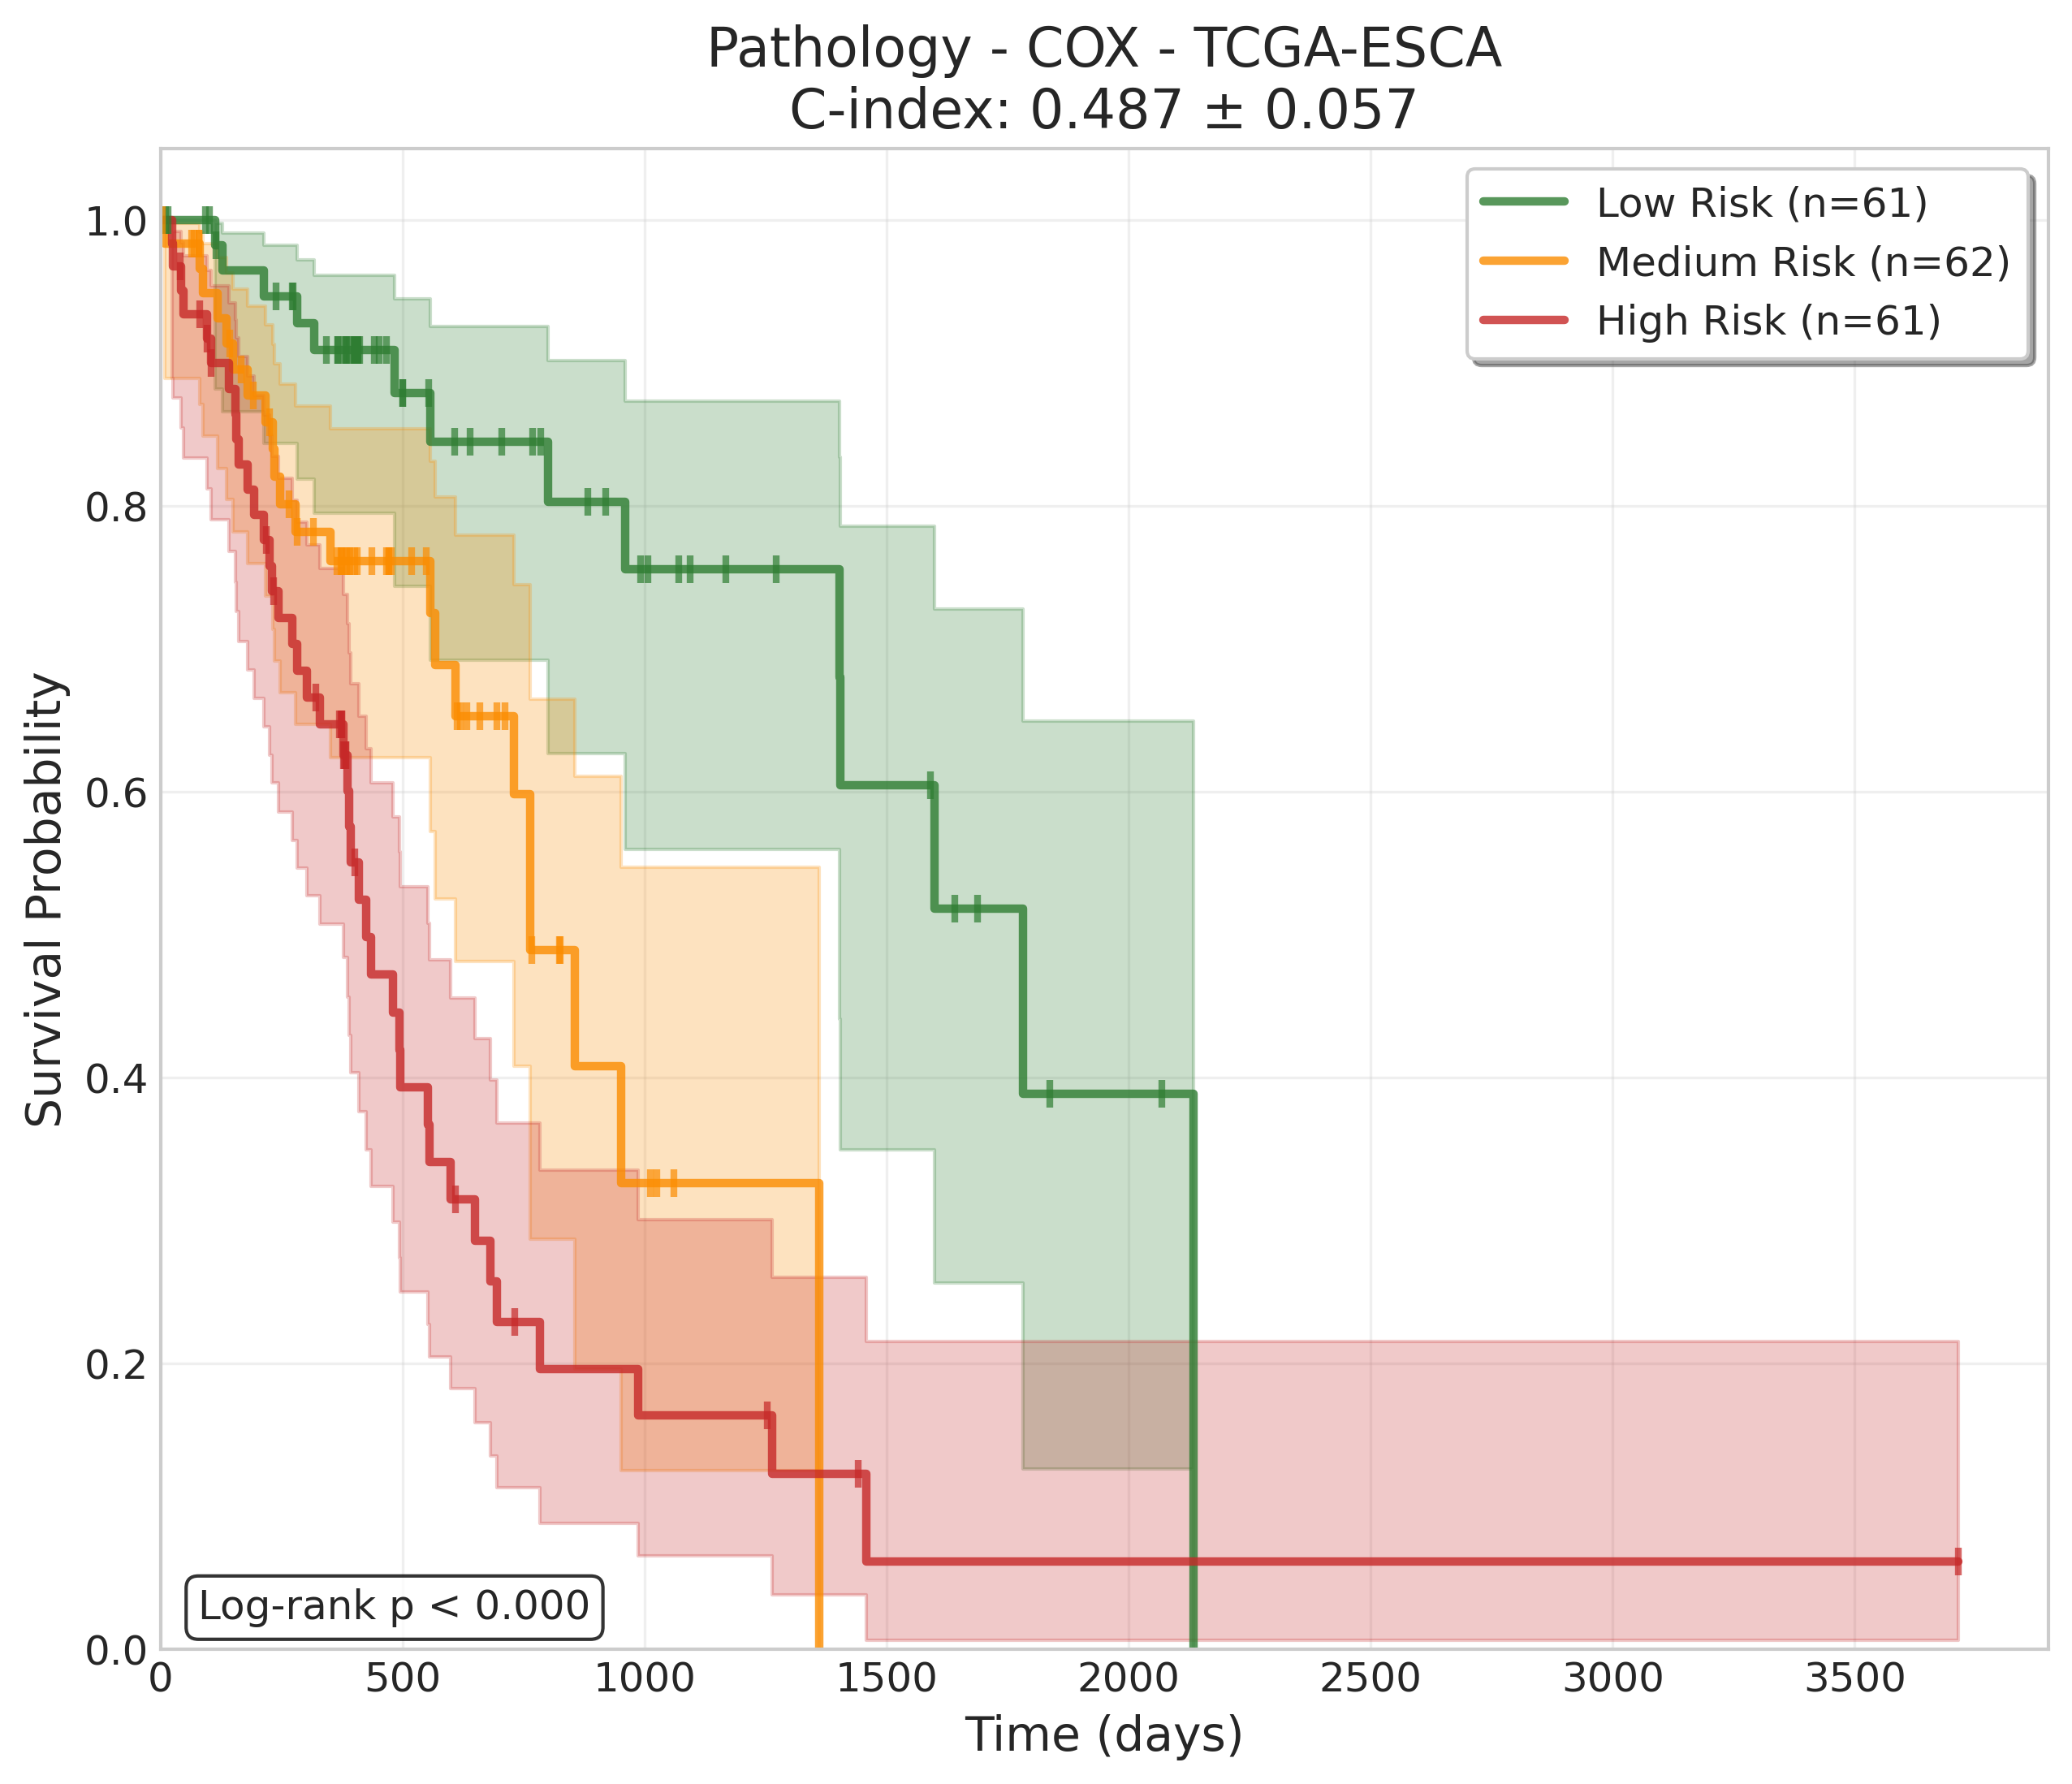 Pathology - COX - TCGA-ESCA
C-index: 0.487 ± 0.057
Low Risk (n=61)
Medium Risk (n=62)
High Risk (n=61)
Survival Probability
1.0
0.8
0.6
0.4
0.2
0.0
Log-rank p < 0.000
0 500 1000 1500 2000 2500 3000 3500
Time (days)